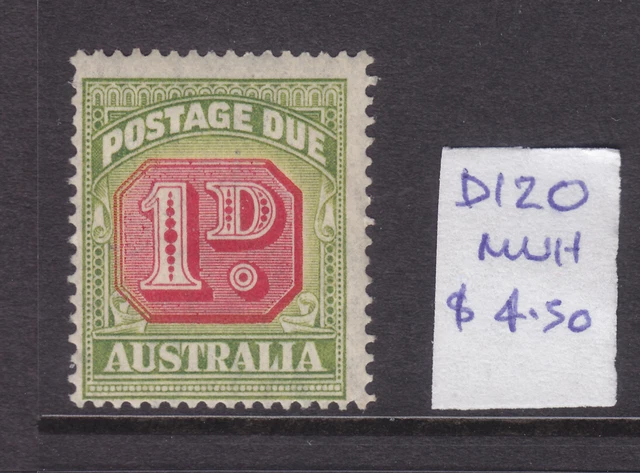 POSTAGE DUE
1D.
AUSTRALIA
D120
MUH
$ 4.50